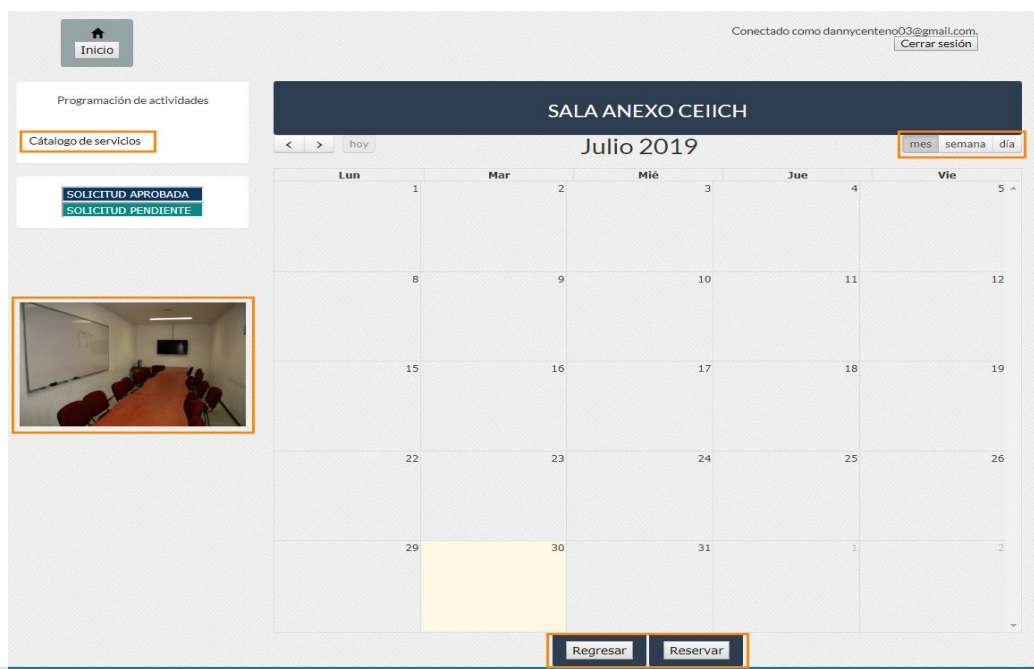 Inicio
Conectado como dannycenteno03@gmail.com.
Cerrar sesión
Programación de actividades
Cátalogo de servicios
SOLICITUD APROBADA
SOLICITUD PENDIENTE
SALA ANEXO CEIICH
< > hoy Julio 2019 mes semana día
Lun Mar Mié Jue Vie
1 2 3 4 5
8 9 10 11 12
15 16 17 18 19
22 23 24 25 26
29 30 31 1 2
Regresar Reservar